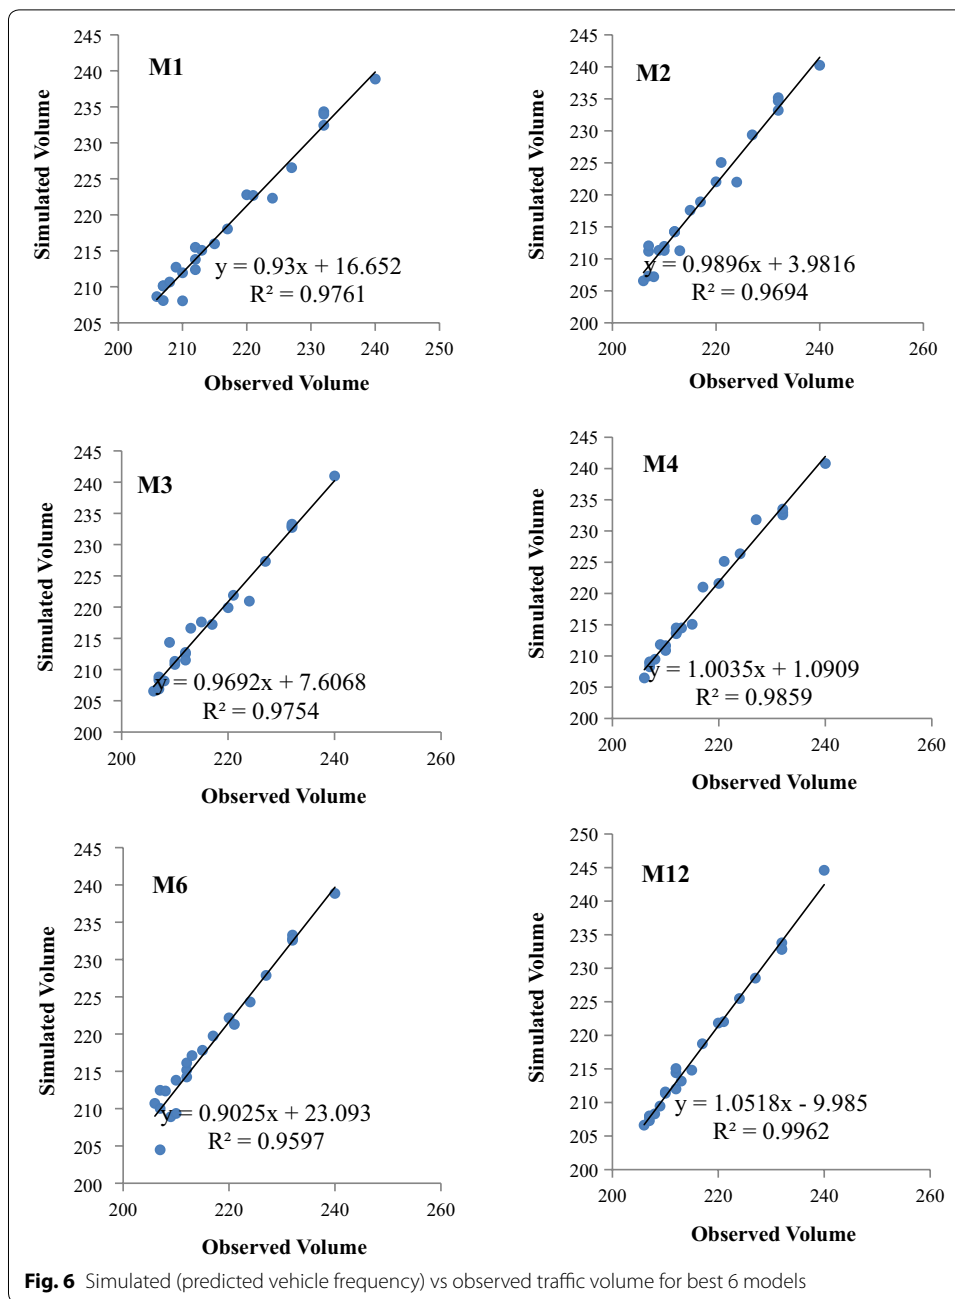 M1
Simulated Volume
245
240
235
230
225
220
215
210
205
y = 0.93x + 16.652
R² = 0.9761
200 210 220 230 240 250
Observed Volume
M2
Simulated Volume
245
240
235
230
225
220
215
210
205
200
y = 0.9896x + 3.9816
R² = 0.9694
200 220 240 260
Observed Volume
M3
Simulated Volume
245
240
235
230
225
220
215
210
205
200
y = 0.9692x + 7.6068
R² = 0.9754
200 220 240 260
Observed Volume
M4
Simulated Volume
245
240
235
230
225
220
215
210
205
200
y = 1.0035x + 1.0909
R² = 0.9859
200 220 240 260
Observed Volume
M6
Simulated Volume
245
240
235
230
225
220
215
210
205
200
y = 0.9025x + 23.093
R² = 0.9597
200 220 240 260
Observed Volume
M12
Simulated Volume
250
245
240
235
230
225
220
215
210
205
200
y = 1.0518x - 9.985
R² = 0.9962
200 220 240 260
Observed Volume
Fig. 6 Simulated (predicted vehicle frequency) vs observed traffic volume for best 6 models